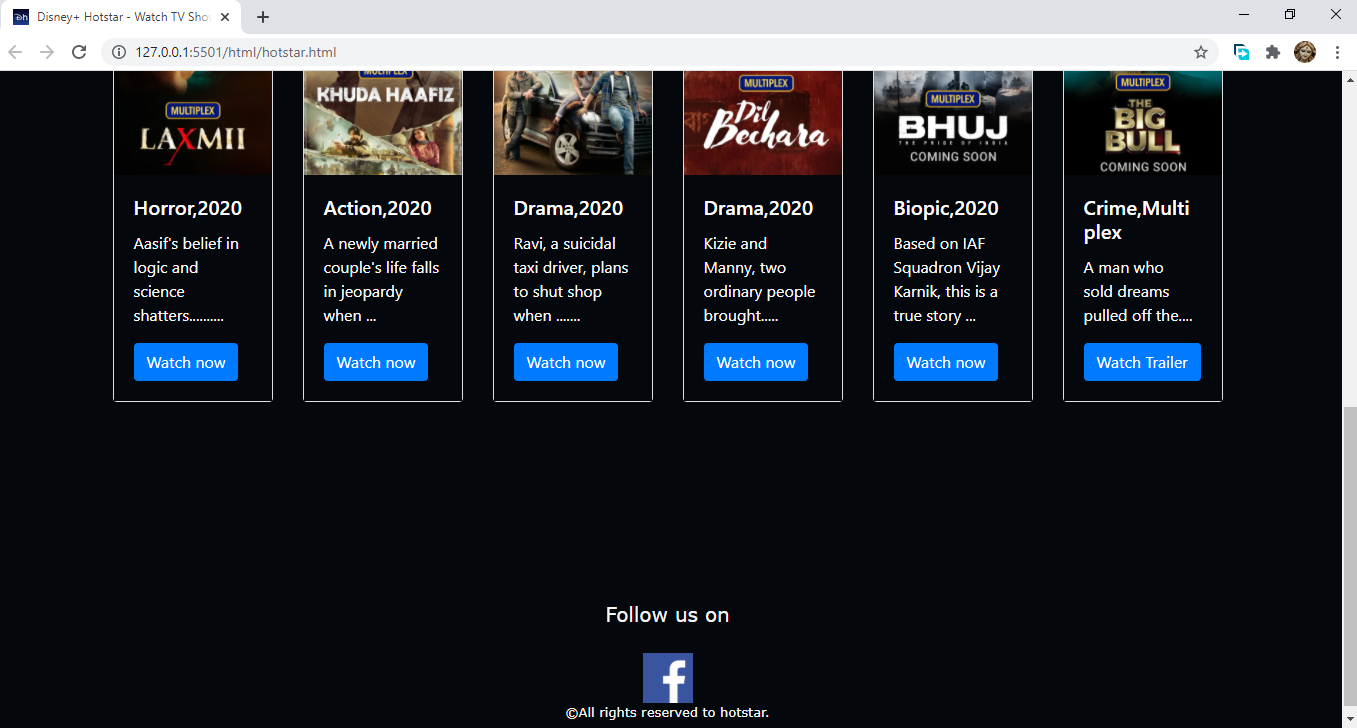 Disney+ Hotstar - Watch TV Sho
127.0.0.1:5501/html/hotstar.html
MULTIPLEX
LAXMII
MULTIPLEX
KHUDA HAAFIZ
MULTIPLEX
Dil
Bechara
MULTIPLEX
BHUJ
THE PRIDE OF INDIA
COMING SOON
MULTIPLEX
THE
BIG
BULL
COMING SOON
Horror,2020
Aasif's belief in
logic and
science
shatters..........
Watch now
Action,2020
A newly married
couple's life falls
in jeopardy
when ...
Watch now
Drama,2020
Ravi, a suicidal
taxi driver, plans
to shut shop
when .......
Watch now
Drama,2020
Kizie and
Manny, two
ordinary people
brought.....
Watch now
Biopic,2020
Based on IAF
Squadron Vijay
Karnik, this is a
true story ...
Watch now
Crime,Multi
plex
A man who
sold dreams
pulled off the....
Watch Trailer
Follow us on
f
©All rights reserved to hotstar.